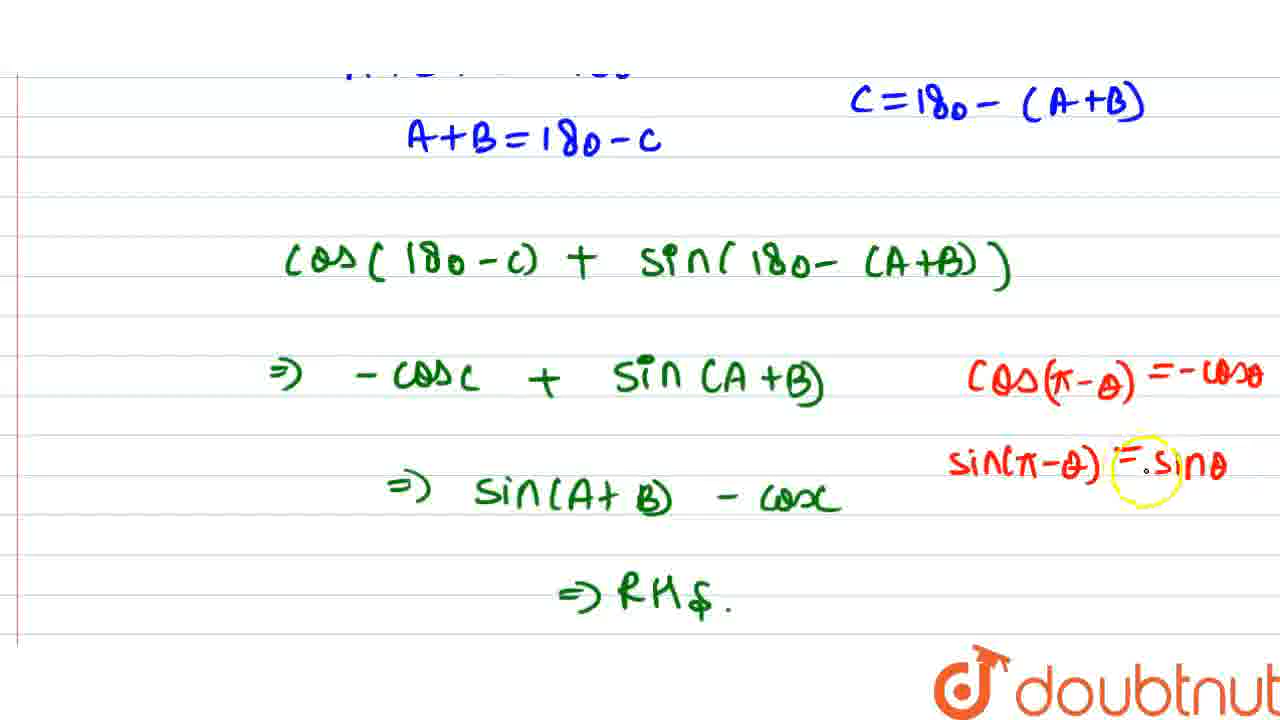 C = 180 - (A+B)
A+B = 180 - C
cos(180-C) + sin(180-(A+B))
=> -cosC + sin(A+B)
cos(π-θ) = -cosθ
sin(π-θ) = sinθ
=> sin(A+B) - cosC
=> RHS.
doubtnut